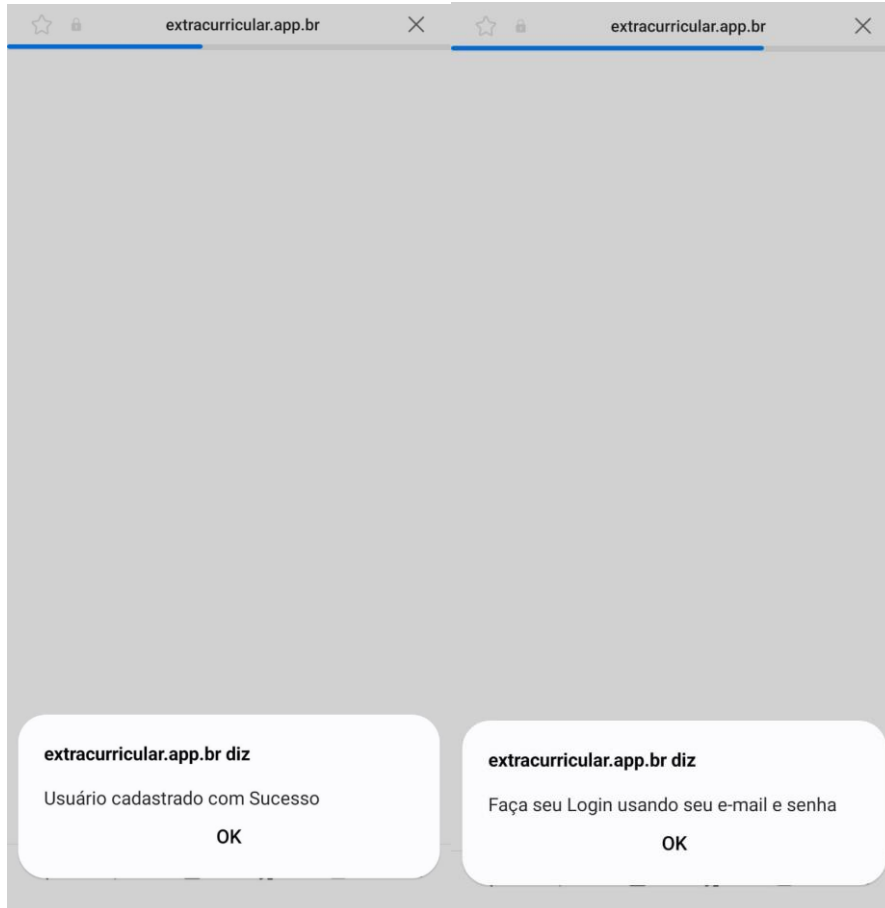 extracurricular.app.br
extracurricular.app.br diz
Usuário cadastrado com Sucesso
OK
extracurricular.app.br
extracurricular.app.br diz
Faça seu Login usando seu e-mail e senha
OK